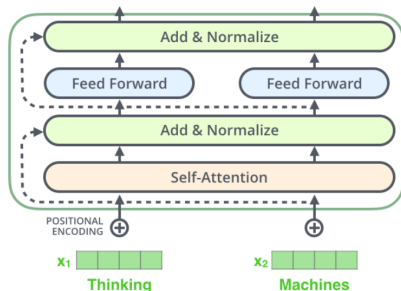 Add & Normalize
Feed Forward Feed Forward
Add & Normalize
Self-Attention
POSITIONAL
ENCODING
x₁ x₂
Thinking Machines